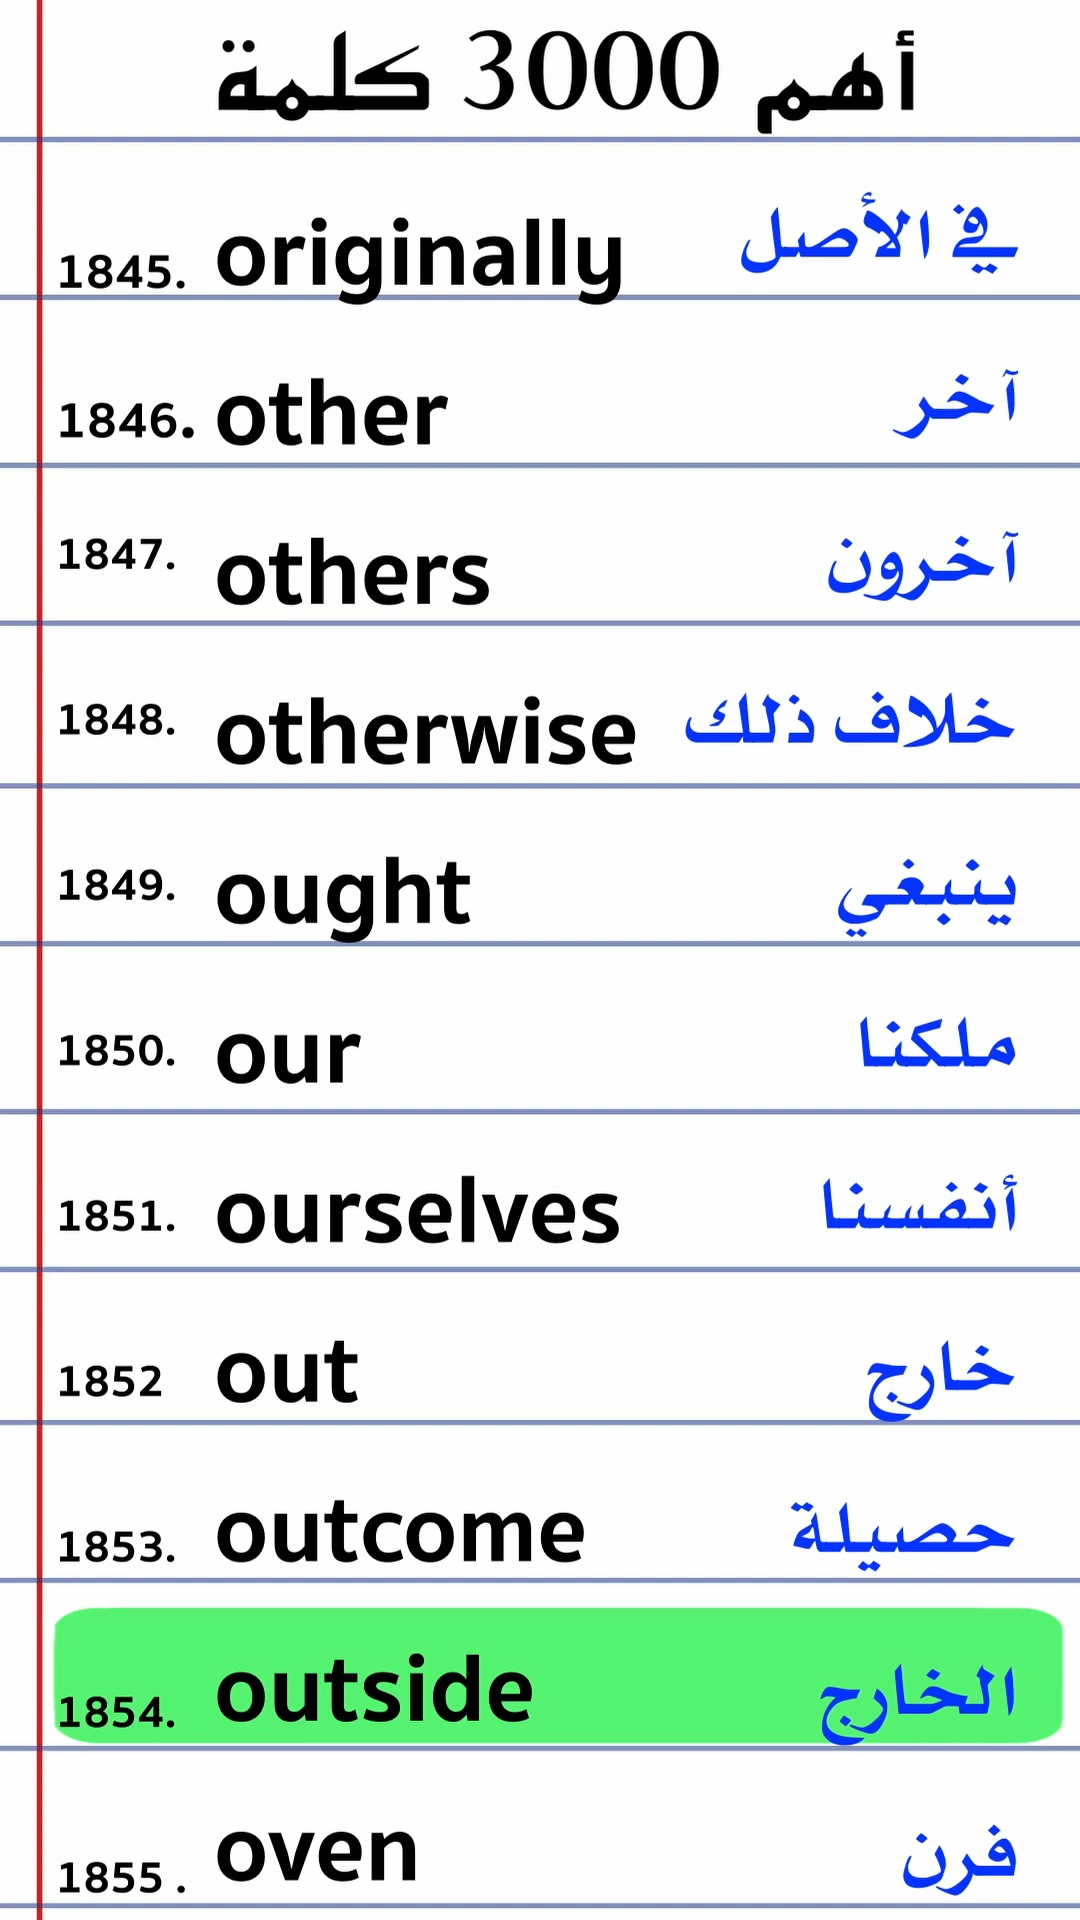 أهم 3000 كلمة
1845. originally في الأصل
1846. other آخر
1847. others آخرون
1848. otherwise خلاف ذلك
1849. ought ينبغي
1850. our ملكنا
1851. ourselves أنفسنا
1852 out خارج
1853. outcome حصيلة
1854. outside الخارج
1855 . oven فرن